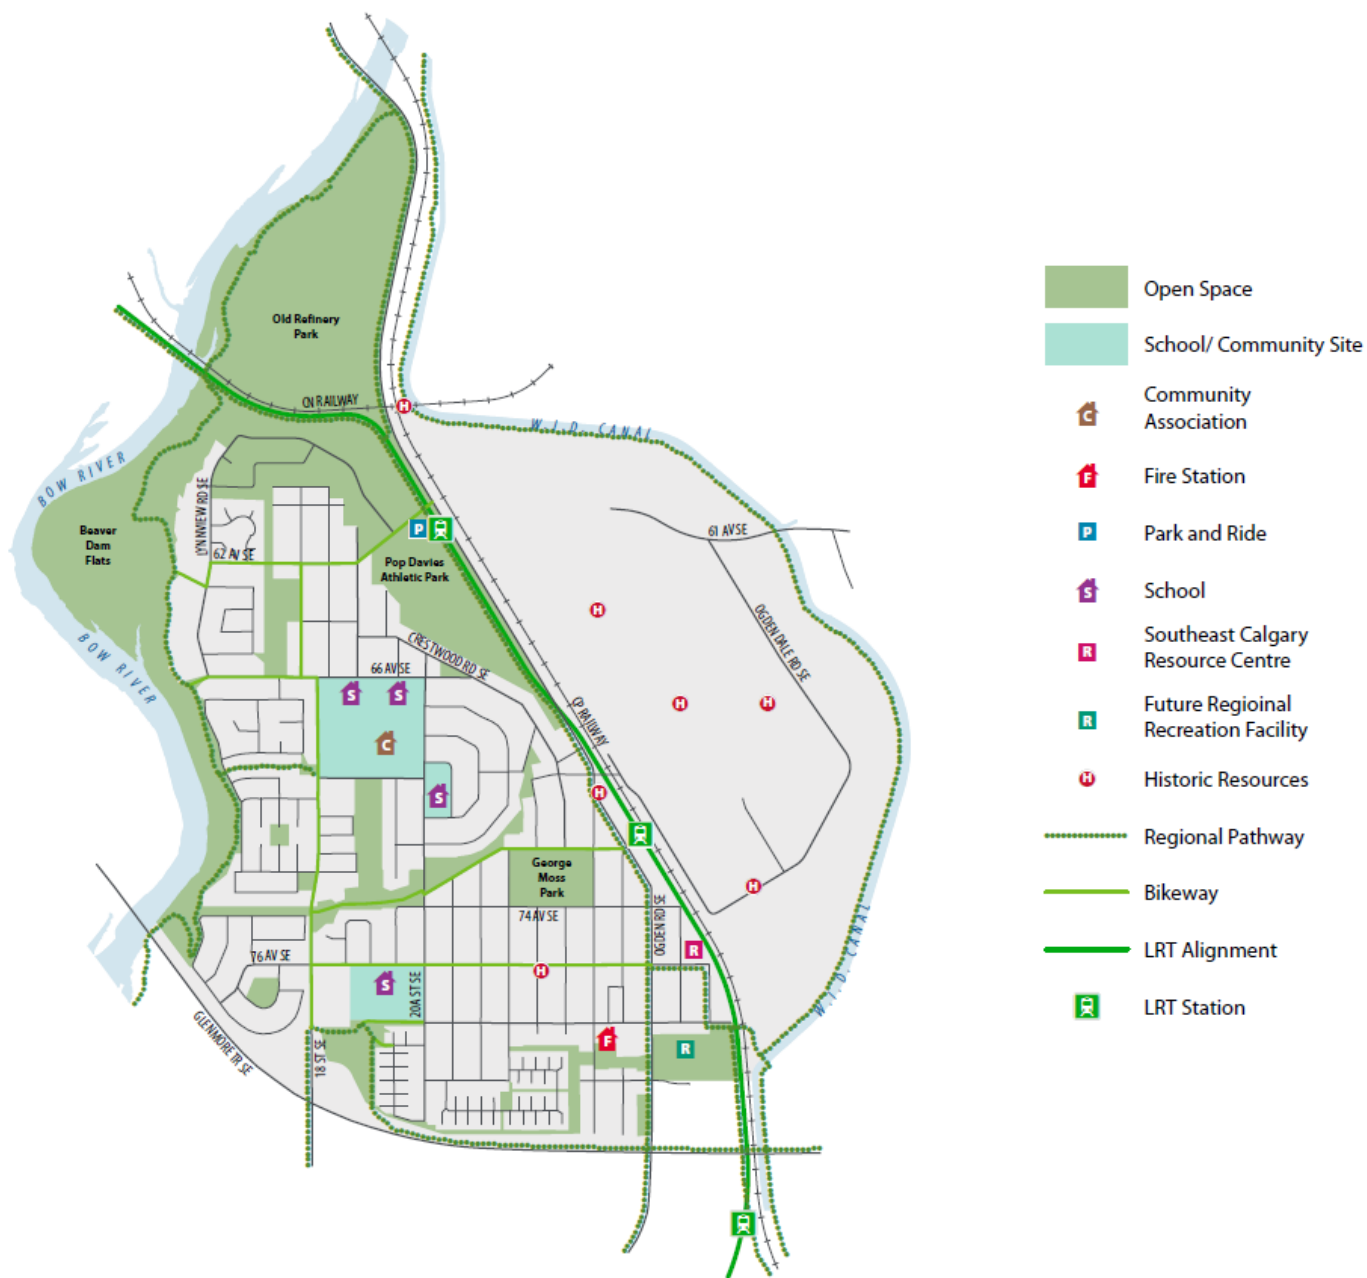 Old Refinery
Park
CN RAILWAY
H
W.I.D. CANAL
BOW RIVER
LYNNVIEW RD SE
Beaver
Dam
Flats
62 AV SE
P
Pop Davies
Athletic Park
61 AV SE
H
OGDEN DALE RD SE
BOW RIVER
CRESTWOOD RD SE
66 AV SE
S
S
C
CP RAILWAY
H
H
S
H
George
Moss
Park
H
74 AV SE
OGDEN RD SE
R
W.I.D. CANAL
76 AV SE
H
S
20A ST SE
GLENMORE TR SE
18 ST SE
F
R
Open Space
School/ Community Site
C
Community
Association
F
Fire Station
P
Park and Ride
S
School
R
Southeast Calgary
Resource Centre
R
Future Regioinal
Recreation Facility
H
Historic Resources
Regional Pathway
Bikeway
LRT Alignment
LRT Station